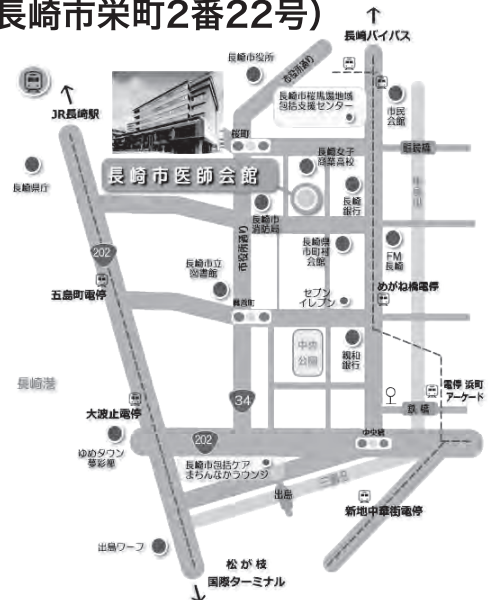 長崎市栄町2番22号)
長崎バイパス
市役所通り
長崎市役所
JR長崎駅
長崎市桜馬場地域
包括支援センター
市民
会館
桜町
長崎女子
商業高校
眼鏡橋
長崎県庁
長崎市医師会館
長崎
銀行
長崎市
消防局
市役所通り
長崎県
市町村
会館
FM
長崎
202
長崎市立
図書館
五島町電停
セブン
イレブン
めがね橋電停
賑町
中央
公園
親和
銀行
長崎港
34
電停 浜町
アーケード
大波止電停
鉄橋
202
中央橋
ゆめタウン
夢彩都
長崎市包括ケア
まちんなかラウンジ
出島
新地中華街電停
出島ワーフ
松が枝
国際ターミナル